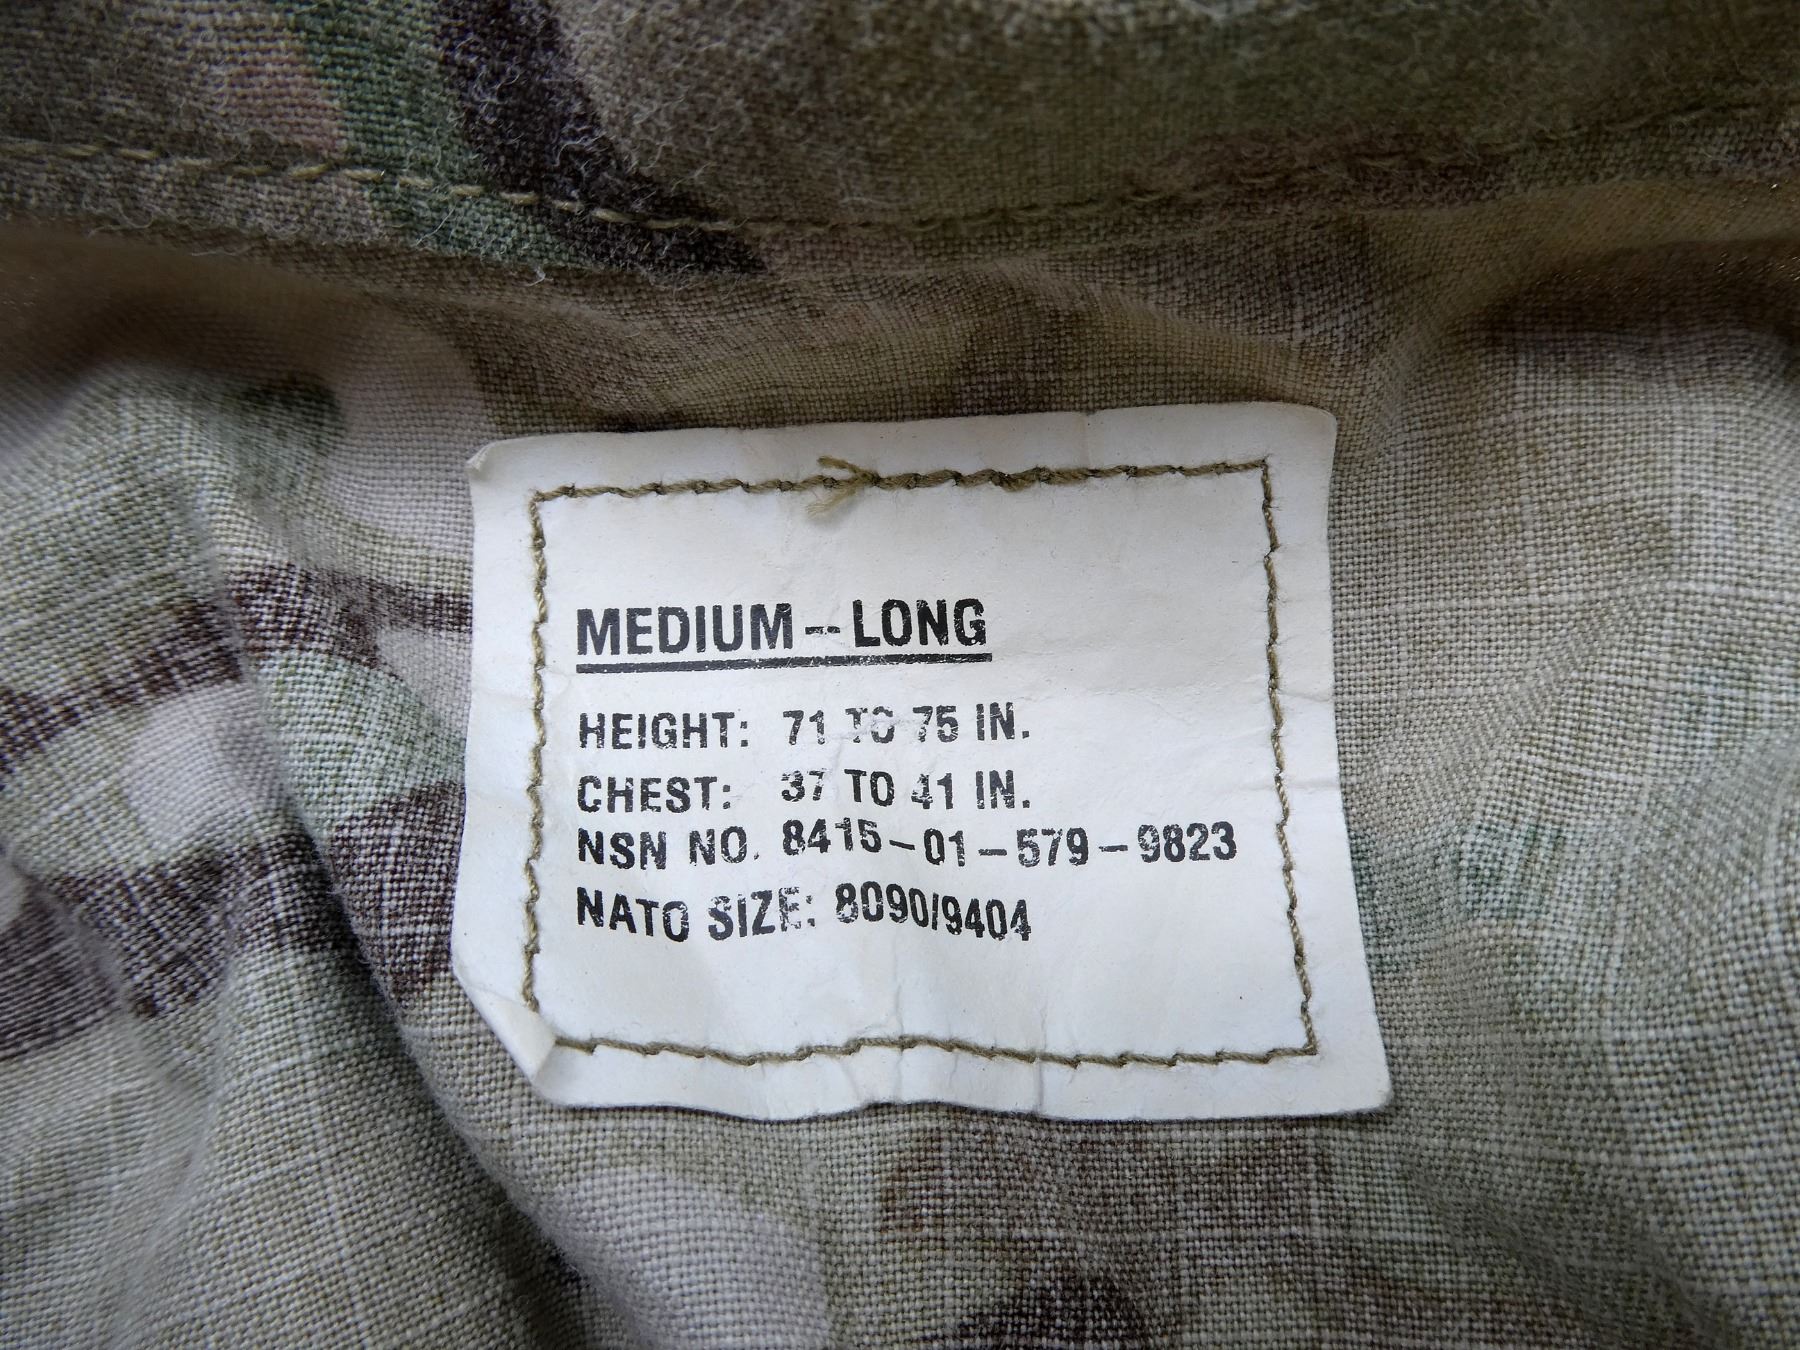 MEDIUM -- LONG
HEIGHT: 71 TO 75 IN.
CHEST: 37 TO 41 IN.
NSN NO. 8415-01-579-9823
NATO SIZE: 8090/9404